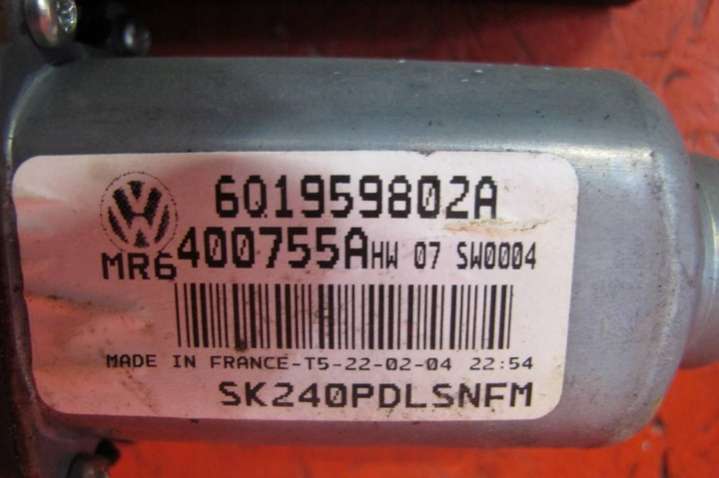 6Q1959802A
MR6 400755A HW 07 SW0004
MADE IN FRANCE-T5-22-02-04 22:54
SK240PDLSNFM